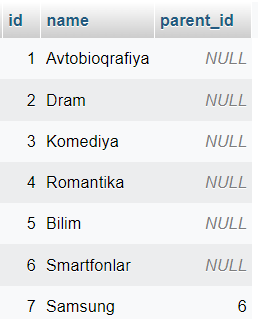 id name parent_id
1 Avtobioqrafiya NULL
2 Dram NULL
3 Komediya NULL
4 Romantika NULL
5 Bilim NULL
6 Smartfonlar NULL
7 Samsung 6